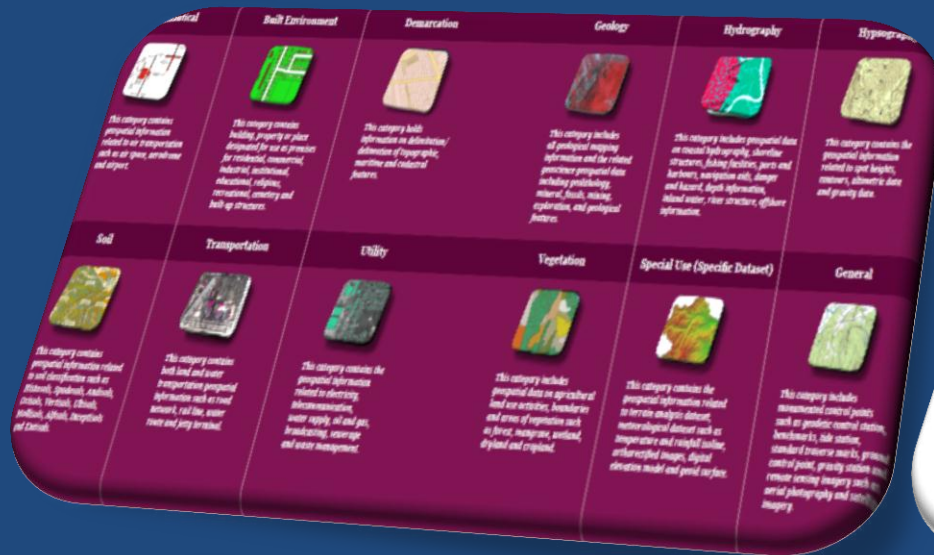 Built Environment
Demarcation
Geology
Hydrography
This category contains
geospatial information
related to air transportation
such as air space, aerodrome
and airport.
This category contains
building, property or place
designated for use as premises
for residential, commercial,
industrial, institutional,
educational, religious,
recreational, cemetery and
built up structures.
This category holds
information on delimitation/
delineation of topographic,
maritime and cadastral
features.
This category includes
all geological mapping
information and the related
geoscience geospatial data
including
mineral, fossils, mining,
exploration, and geological
features.
This category includes geospatial data
on coastal hydrography, shoreline
structures, fishing facilities, ports and
harbours, navigation aids, danger
and hazard, depth information,
inland water, river structure, offshore
information.
This category contains the
geospatial information
related to spot heights,
contours, altimetric data
and gravity data.
Soil
Transportation
Utility
Vegetation
Special Use (Specific Dataset)
General
This category contains
geospatial information related
to soil classification such as
Histosols, Spodosols, Andisols,
Oxisols, Vertisols,
Mollisols, Alfisols, Inceptisols
and Entisols.
This category contains
both land and water
transportation geospatial
information such as road
network, rail line, water
route and jetty terminal.
This category contains the
geospatial information
related to electricity,
telecommunication,
water supply, oil and gas,
broadcasting, sewerage
and waste management.
This category includes
geospatial data on agricultural
land use activities, boundaries
and areas of vegetation such
as forest, mangrove, wetland,
dryland and cropland.
This category contains the
geospatial information related
to terrain analysis dataset,
meteorological dataset such as
temperature and rainfall isoline,
orthorectified images, digital
elevation model and geoid surface.
This category includes
monumented control points
such as geodetic control station,
benchmarks, tide station,
standard traverse marks, ground
control point, gravity station and
remote sensing imagery such as
aerial photography and satellite
imagery.